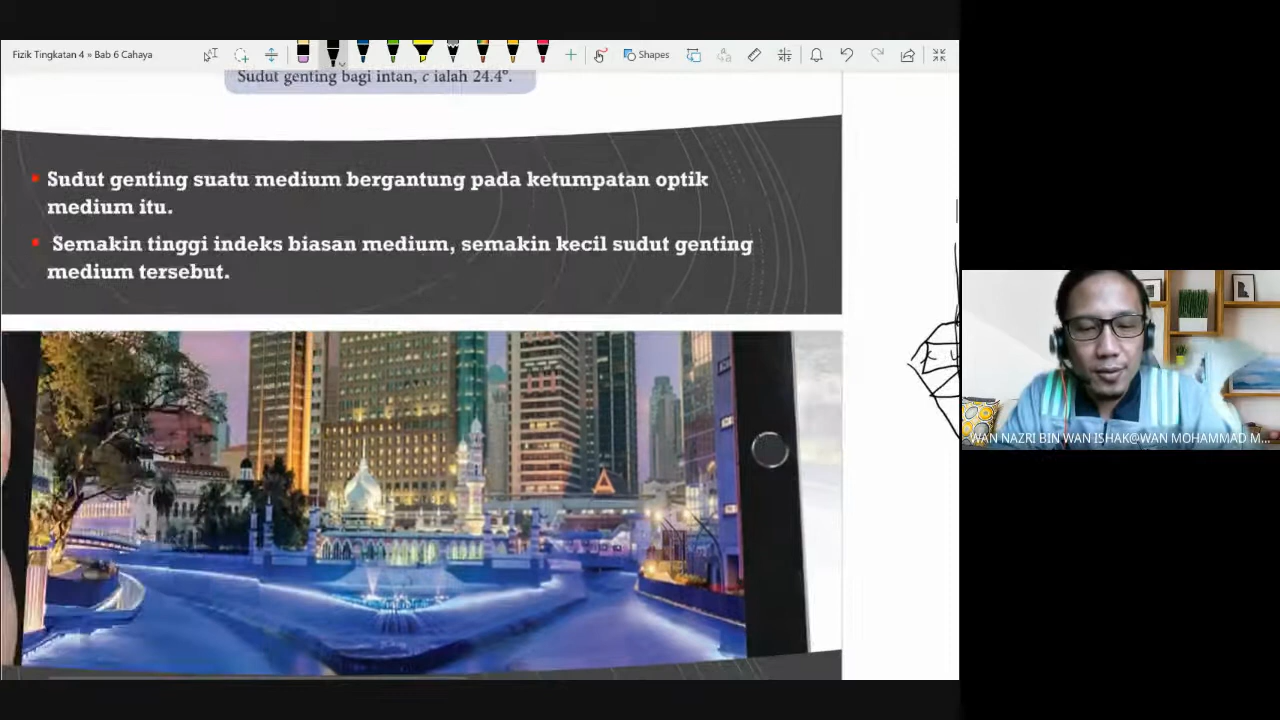 Fizik Tingkatan 4 » Bab 6 Cahaya
Shapes
Sudut genting bagi intan, c ialah 24.4°.
Sudut genting suatu medium bergantung pada ketumpatan optik
medium itu.
Semakin tinggi indeks biasan medium, semakin kecil sudut genting
medium tersebut.
WAN NAZRI BIN WAN ISHAK@WAN MOHAMMAD M...